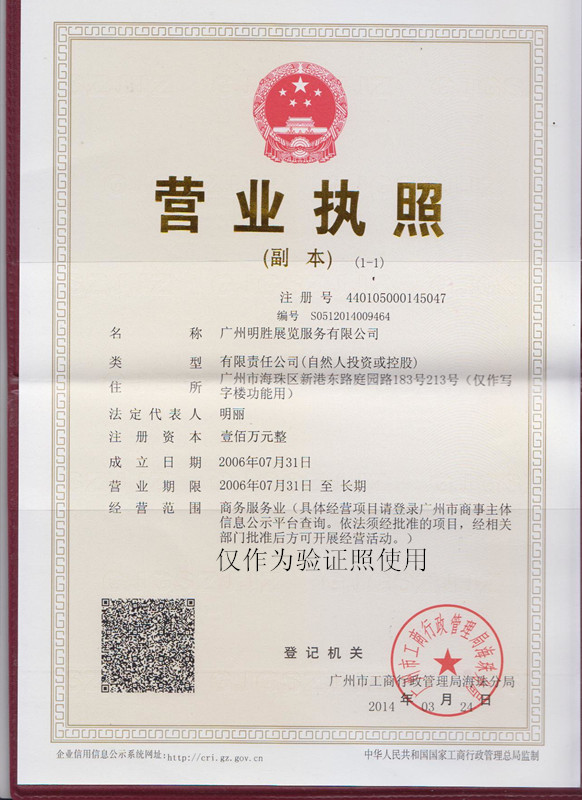 营业执照
(副 本) (1-1)
注 册 号 440105000145047
编号 S0512014009464
名 称 广州明胜展览服务有限公司
类 型 有限责任公司(自然人投资或控股)
住 所 广州市海珠区新港东路庭园路183号213号（仅作写
字楼功能用）
法定代表人 明丽
注 册 资 本 壹佰万元整
成 立 日 期 2006年07月31日
营 业 期 限 2006年07月31日 至 长期
经 营 范 围 商务服务业（具体经营项目请登录广州市商事主体
信息公示平台查询。依法须经批准的项目，经相关
部门批准后方可开展经营活动。）
仅作为验证照使用
登 记 机 关
广州市工商行政管理局海珠分局
广州市工商行政管理局海珠分局
2014 年 03 月 24 日
企业信用信息公示系统网址:http://cri.gz.gov.cn
中华人民共和国国家工商行政管理总局监制